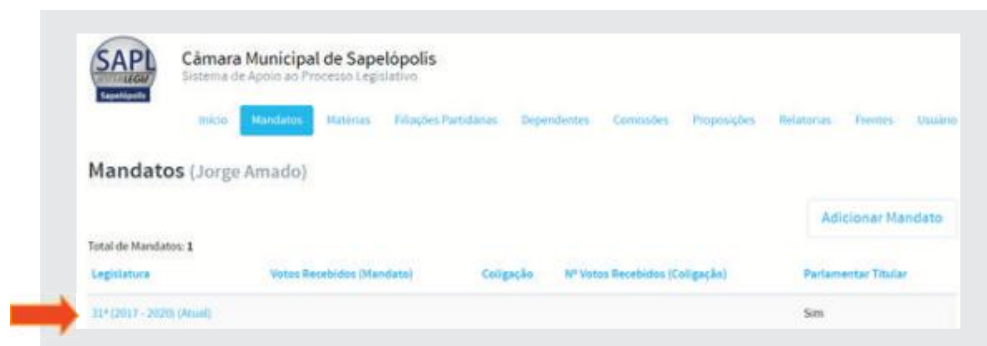 SAPL
INTERLEGIS
Sapelópolis
Câmara Municipal de Sapelópolis
Sistema de Apoio ao Processo Legislativo
Início Mandatos Matérias Filiações Partidárias Dependentes Comissões Proposições Relatorias Frentes Usuário
Mandatos (Jorge Amado)
Adicionar Mandato
Total de Mandatos: 1
Legislatura Votos Recebidos (Mandato) Coligação Nº Votos Recebidos (Coligação) Parlamentar Titular
31ª (2017 - 2020) (Atual) Sim